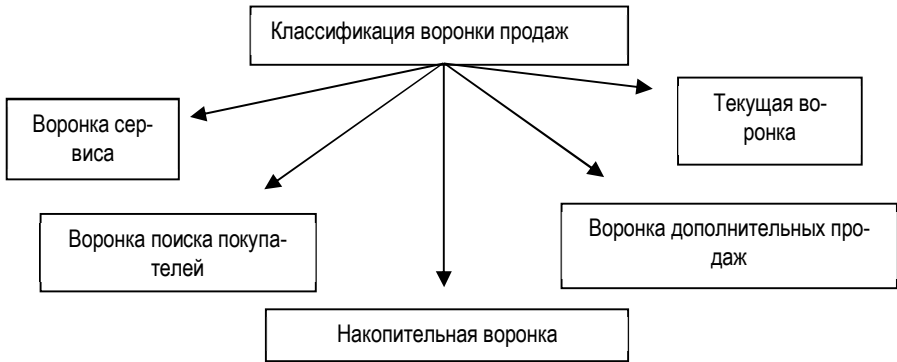 Классификация воронки продаж
Воронка сер-
виса
Текущая во-
ронка
Воронка поиска покупа-
телей
Воронка дополнительных про-
даж
Накопительная воронка